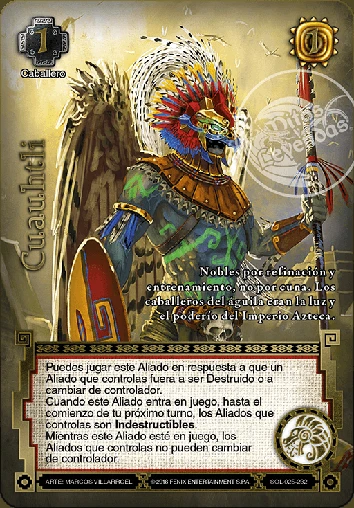 1
1
Caballero
Mitos y
Leyendas
Cuauhtli
Nobles por refinación y
entrenamiento, no por cuna. Los
caballeros del águila eran la luz y
el poderío del Imperio Azteca.
Puedes jugar este Aliado en respuesta a que un
Aliado que controlas fuera a ser Destruido o a
cambiar de controlador.
Cuando este Aliado entra en juego, hasta el
comienzo de tu próximo turno, los Aliados que
controlas son Indestructibles.
Mientras este Aliado esté en juego, los
Aliados que controlas no pueden cambiar
de controlador.
ARTE: MARCOS VILLARROEL
©2018 FENIX ENTERTAINMENT S.P.A